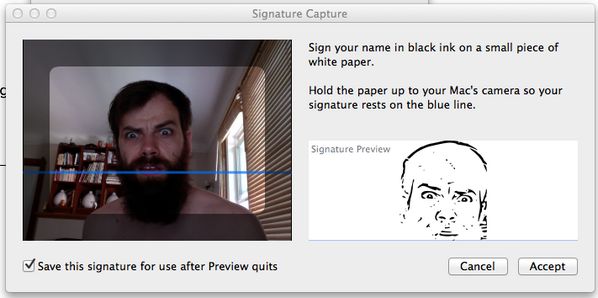 Signature Capture
Sign your name in black ink on a small piece of
white paper.
Hold the paper up to your Mac's camera so your
signature rests on the blue line.
Signature Preview
Save this signature for use after Preview quits
Cancel
Accept